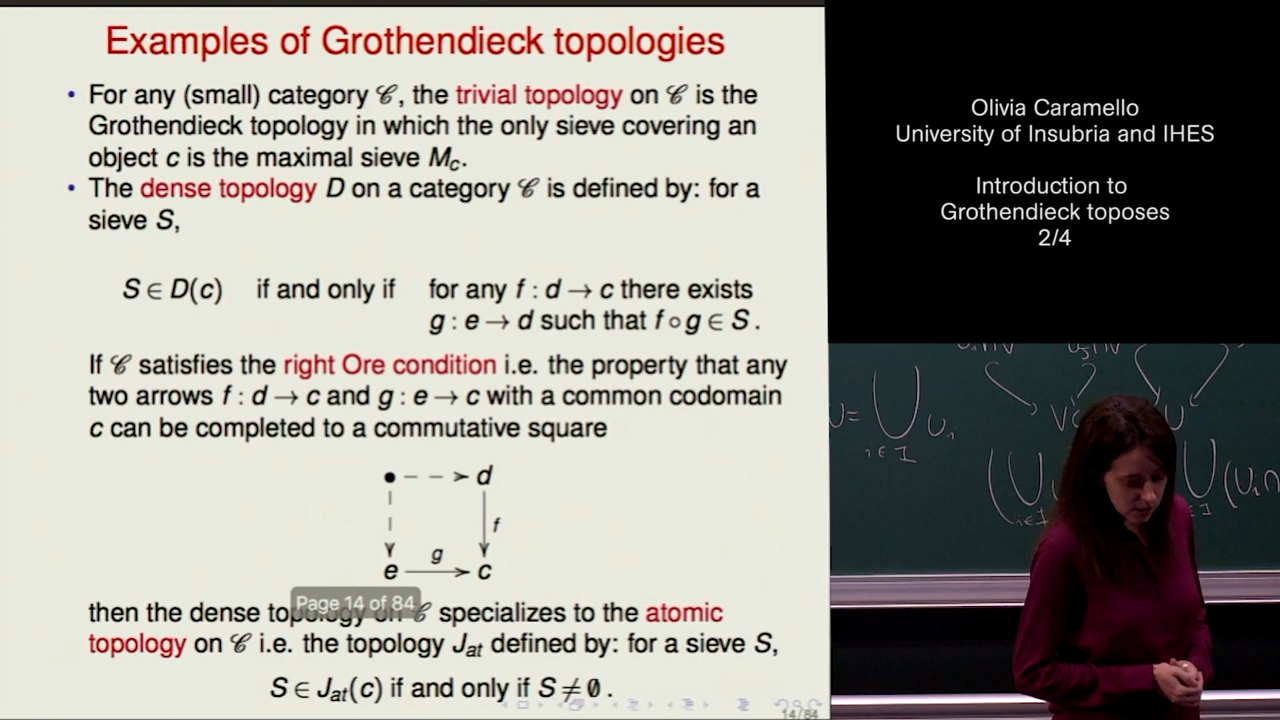 Examples of Grothendieck topologies
• For any (small) category 𝒞, the trivial topology on 𝒞 is the
Grothendieck topology in which the only sieve covering an
object c is the maximal sieve M_c.
• The dense topology D on a category 𝒞 is defined by: for a
sieve S,
S ∈ D(c) if and only if for any f : d → c there exists
g : e → d such that f ∘ g ∈ S .
If 𝒞 satisfies the right Ore condition i.e. the property that any
two arrows f : d → c and g : e → c with a common codomain
c can be completed to a commutative square
d
f
g
e c
Page 14 of 84
then the dense topology on 𝒞 specializes to the atomic
topology on 𝒞 i.e. the topology J_at defined by: for a sieve S,
S ∈ J_at(c) if and only if S ≠ ∅ .
14/84
Olivia Caramello
University of Insubria and IHES
Introduction to
Grothendieck toposes
2/4
= ⋃ U_i
i ∈ I